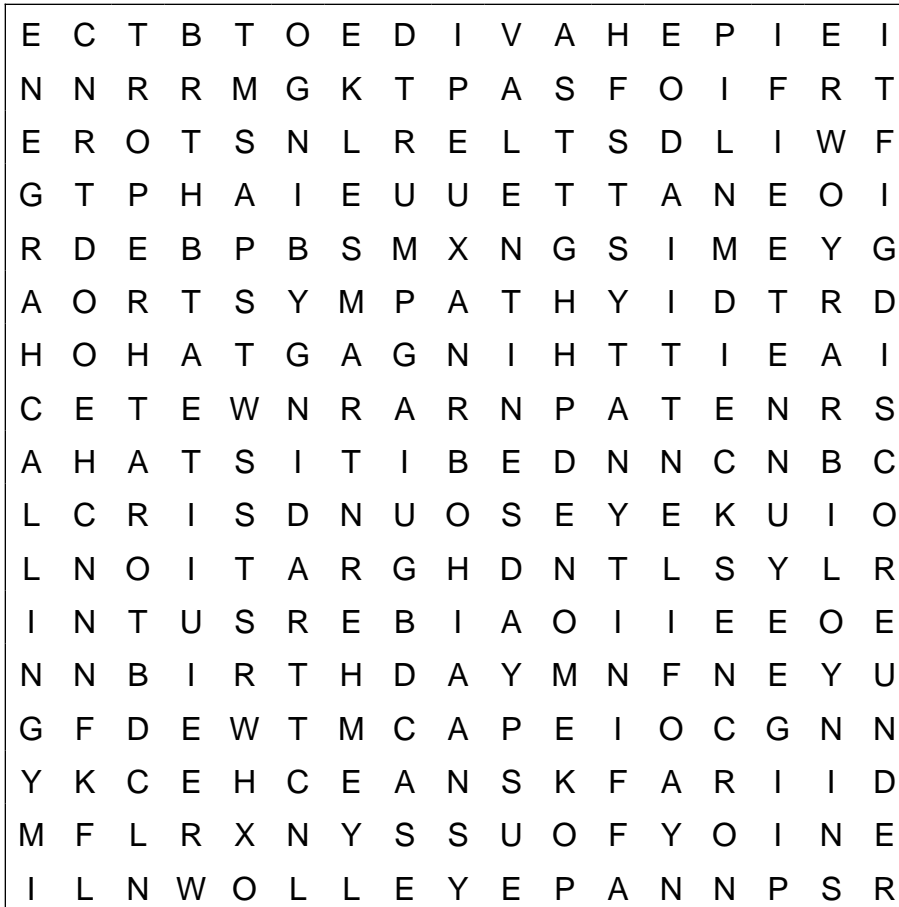 E C T B T O E D I V A H E P I E I
N N R R M G K T P A S F O I F R T
E R O T S N L R E L T S D L I W F
G T P H A I E U U E T T A N E O I
R D E B P B S M X N G S I M E Y G
A O R T S Y M P A T H Y I D T R D
H O H A T G A G N I H T T I E A I
C E T E W N R A R N P A T E N R S
A H A T S I T I B E D N N C N B C
L C R I S D N U O S E Y E K U I O
L N O I T A R G H D N T L S Y L R
I N T U S R E B I A O I I E E O E
N N B I R T H D A Y M N F N E Y U
G F D E W T M C A P E I O C G N N
Y K C E H C E A N S K F A R I I D
M F L R X N Y S S U O F Y O I N E
I L N W O L L E Y E P A N N P S R